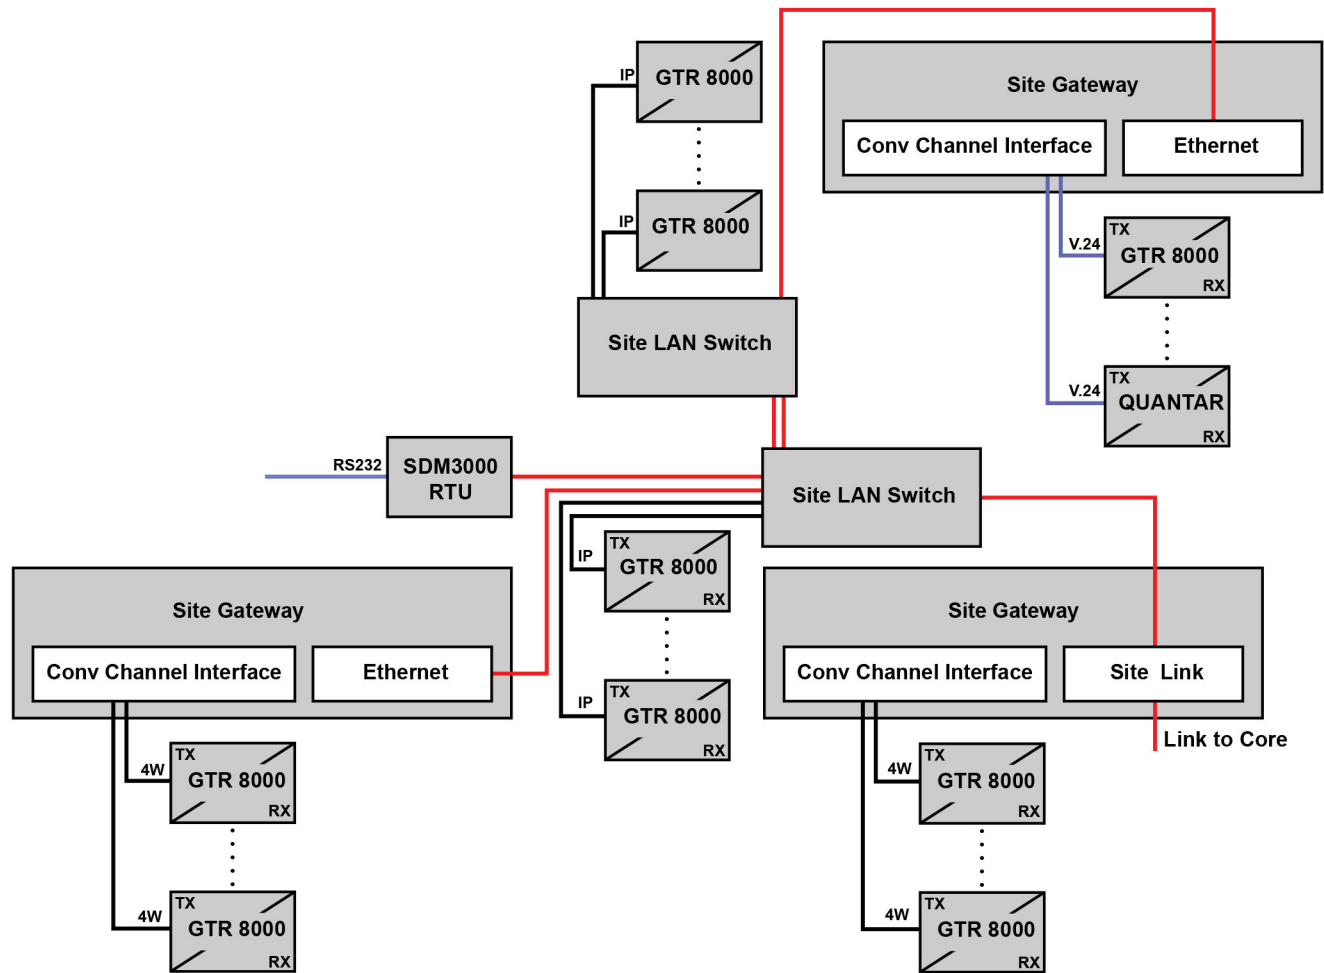 IP
GTR 8000
IP
GTR 8000
Site LAN Switch
Site Gateway
Conv Channel Interface
Ethernet
V.24
TX
GTR 8000
RX
V.24
TX
QUANTAR
RX
RS232
SDM3000
RTU
Site LAN Switch
IP
TX
GTR 8000
RX
IP
TX
GTR 8000
RX
Site Gateway
Conv Channel Interface
Ethernet
4W
TX
GTR 8000
RX
4W
TX
GTR 8000
RX
Site Gateway
Conv Channel Interface
Site Link
Link to Core
4W
TX
GTR 8000
RX
4W
TX
GTR 8000
RX